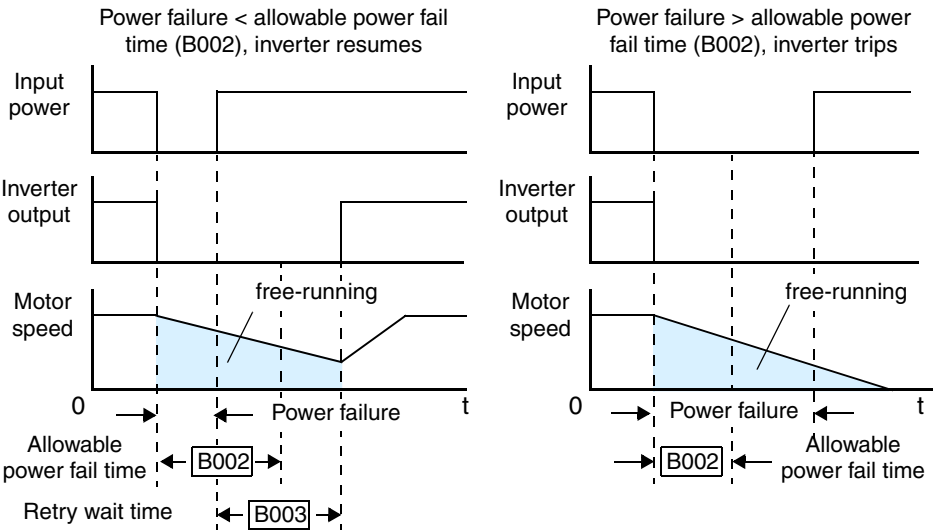 Power failure < allowable power fail
time (B002), inverter resumes
Input
power
Inverter
output
Motor
speed
free-running
0
Power failure
t
Allowable
power fail time
B002
Retry wait time
B003
Power failure > allowable power
fail time (B002), inverter trips
Input
power
Inverter
output
Motor
speed
free-running
0
Power failure
t
B002
Allowable
power fail time